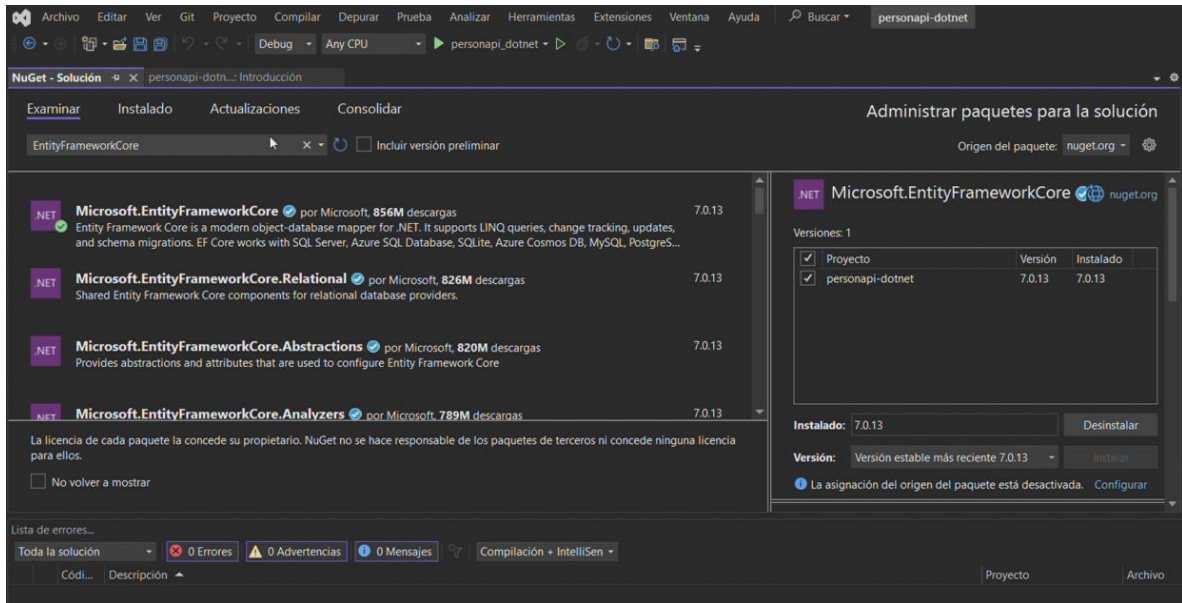 Archivo Editar Ver Git Proyecto Compilar Depurar Prueba Analizar Herramientas Extensiones Ventana Ayuda Buscar personapi-dotnet
Debug Any CPU personapi_dotnet
NuGet - Solución personapi-dotn...: Introducción
Examinar Instalado Actualizaciones Consolidar
Administrar paquetes para la solución
EntityFrameworkCore Incluir versión preliminar
Origen del paquete: nuget.org
.NET Microsoft.EntityFrameworkCore por Microsoft, 856M descargas 7.0.13
Entity Framework Core is a modern object-database mapper for .NET. It supports LINQ queries, change tracking, updates,
and schema migrations. EF Core works with SQL Server, Azure SQL Database, SQLite, Azure Cosmos DB, MySQL, PostgreS...
.NET Microsoft.EntityFrameworkCore.Relational por Microsoft, 826M descargas 7.0.13
Shared Entity Framework Core components for relational database providers.
.NET Microsoft.EntityFrameworkCore.Abstractions por Microsoft, 820M descargas 7.0.13
Provides abstractions and attributes that are used to configure Entity Framework Core
.NET Microsoft.EntityFrameworkCore.Analyzers por Microsoft, 789M descargas 7.0.13
La licencia de cada paquete la concede su propietario. NuGet no se hace responsable de los paquetes de terceros ni concede ninguna licencia
para ellos.
No volver a mostrar
.NET Microsoft.EntityFrameworkCore nuget.org
Versiones: 1
Proyecto Versión Instalado
personapi-dotnet 7.0.13 7.0.13
Instalado: 7.0.13 Desinstalar
Versión: Versión estable más reciente 7.0.13 Instalar
La asignación del origen del paquete está desactivada. Configurar
Lista de errores...
Toda la solución 0 Errores 0 Advertencias 0 Mensajes Compilación + IntelliSen
Códi... Descripción Proyecto Archivo